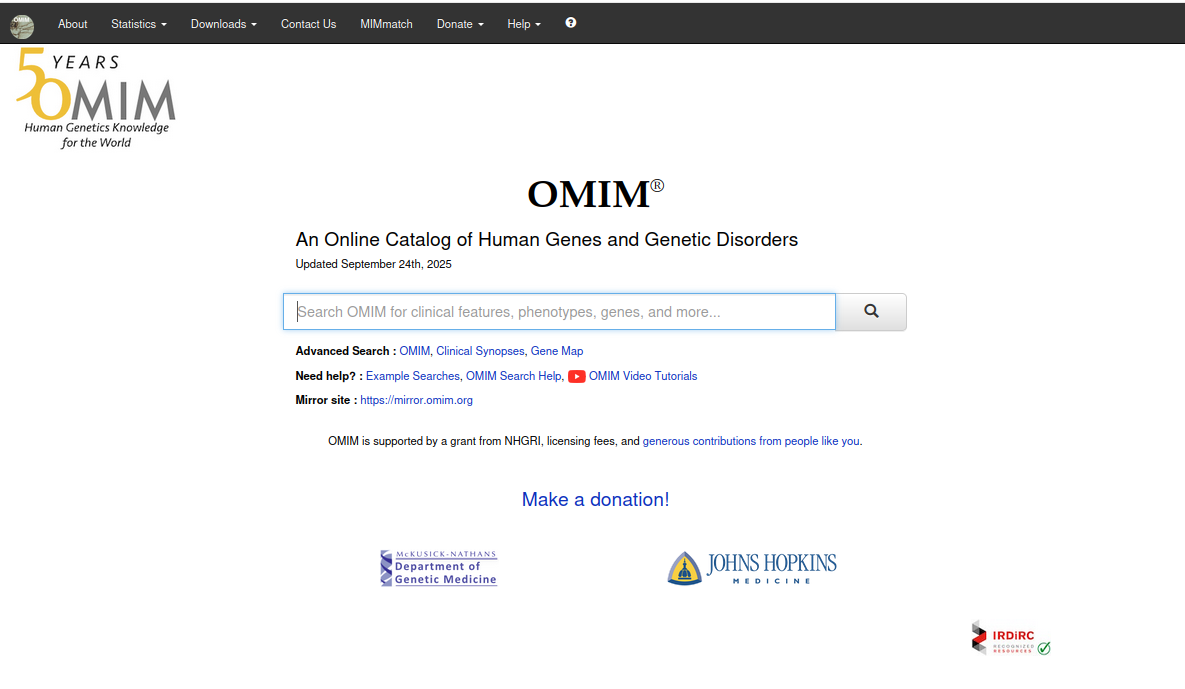 OMIM
About Statistics Downloads Contact Us MIMmatch Donate Help ?
50 YEARS
OMIM
Human Genetics Knowledge
for the World
OMIM®
An Online Catalog of Human Genes and Genetic Disorders
Updated September 24th, 2025
Search OMIM for clinical features, phenotypes, genes, and more...
Advanced Search : OMIM, Clinical Synopses, Gene Map
Need help? : Example Searches, OMIM Search Help, OMIM Video Tutorials
Mirror site : https://mirror.omim.org
OMIM is supported by a grant from NHGRI, licensing fees, and generous contributions from people like you.
Make a donation!
McKUSICK-NATHANS
Department of
Genetic Medicine
JOHNS HOPKINS
MEDICINE
IRDiRC
RECOGNIZED
RESOURCES